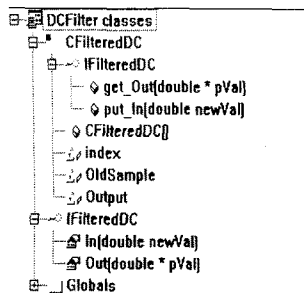 DCFilter classes
CFilteredDC
IFilteredDC
get_Out(double * pVal)
put_In(double newVal)
CFilteredDC()
index
OldSample
Output
IFilteredDC
In(double newVal)
Out(double * pVal)
Globals